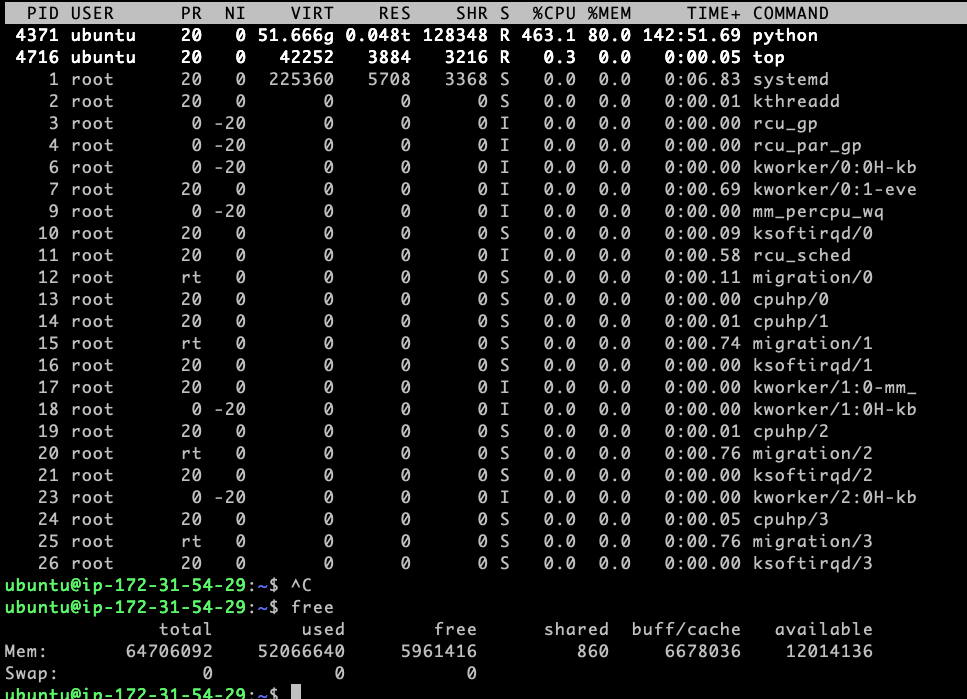 PID USER PR NI VIRT RES SHR S %CPU %MEM TIME+ COMMAND
4371 ubuntu 20 0 51.666g 0.048t 128348 R 463.1 80.0 142:51.69 python
4716 ubuntu 20 0 42252 3884 3216 R 0.3 0.0 0:00.05 top
1 root 20 0 225360 5708 3368 S 0.0 0.0 0:06.83 systemd
2 root 20 0 0 0 0 S 0.0 0.0 0:00.01 kthreadd
3 root 0 -20 0 0 0 I 0.0 0.0 0:00.00 rcu_gp
4 root 0 -20 0 0 0 I 0.0 0.0 0:00.00 rcu_par_gp
6 root 0 -20 0 0 0 I 0.0 0.0 0:00.00 kworker/0:0H-kb
7 root 20 0 0 0 0 I 0.0 0.0 0:00.69 kworker/0:1-eve
9 root 0 -20 0 0 0 I 0.0 0.0 0:00.00 mm_percpu_wq
10 root 20 0 0 0 0 S 0.0 0.0 0:00.09 ksoftirqd/0
11 root 20 0 0 0 0 I 0.0 0.0 0:00.58 rcu_sched
12 root rt 0 0 0 0 S 0.0 0.0 0:00.11 migration/0
13 root 20 0 0 0 0 S 0.0 0.0 0:00.00 cpuhp/0
14 root 20 0 0 0 0 S 0.0 0.0 0:00.01 cpuhp/1
15 root rt 0 0 0 0 S 0.0 0.0 0:00.74 migration/1
16 root 20 0 0 0 0 S 0.0 0.0 0:00.00 ksoftirqd/1
17 root 20 0 0 0 0 I 0.0 0.0 0:00.00 kworker/1:0-mm_
18 root 0 -20 0 0 0 I 0.0 0.0 0:00.00 kworker/1:0H-kb
19 root 20 0 0 0 0 S 0.0 0.0 0:00.01 cpuhp/2
20 root rt 0 0 0 0 S 0.0 0.0 0:00.76 migration/2
21 root 20 0 0 0 0 S 0.0 0.0 0:00.00 ksoftirqd/2
23 root 0 -20 0 0 0 I 0.0 0.0 0:00.00 kworker/2:0H-kb
24 root 20 0 0 0 0 S 0.0 0.0 0:00.05 cpuhp/3
25 root rt 0 0 0 0 S 0.0 0.0 0:00.76 migration/3
26 root 20 0 0 0 0 S 0.0 0.0 0:00.00 ksoftirqd/3
ubuntu@ip-172-31-54-29:~$ ^C
ubuntu@ip-172-31-54-29:~$ free
total used free shared buff/cache available
Mem: 64706092 52066640 5961416 860 6678036 12014136
Swap: 0 0 0
ubuntu@ip-172-31-54-29:~$